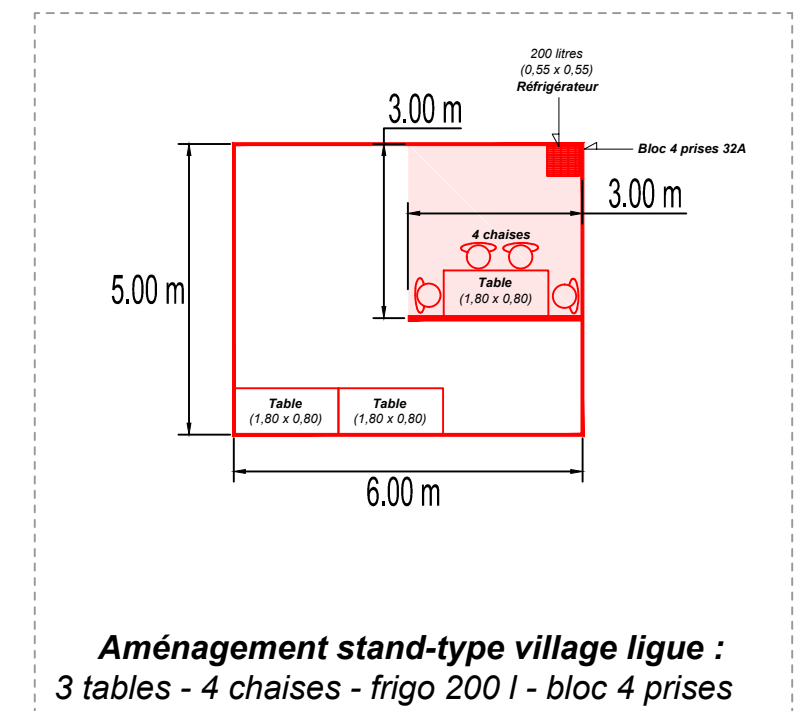 200 litres
(0,55 x 0,55)
Réfrigérateur
3.00 m
Bloc 4 prises 32A
3.00 m
4 chaises
Table
(1,80 x 0,80)
5.00 m
Table
(1,80 x 0,80)
Table
(1,80 x 0,80)
6.00 m
Aménagement stand-type village ligue :
3 tables - 4 chaises - frigo 200 l - bloc 4 prises